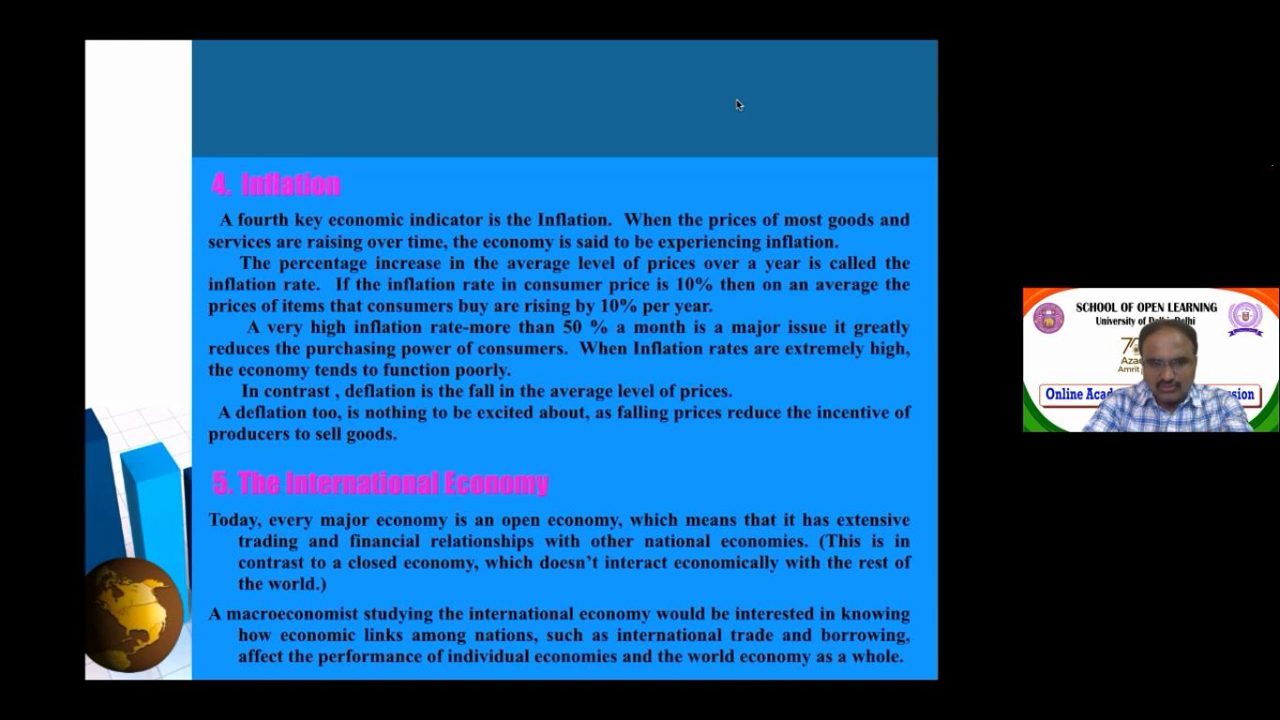 4. Inflation
A fourth key economic indicator is the Inflation. When the prices of most goods and
services are raising over time, the economy is said to be experiencing inflation.
The percentage increase in the average level of prices over a year is called the
inflation rate. If the inflation rate in consumer price is 10% then on an average the
prices of items that consumers buy are rising by 10% per year.
A very high inflation rate-more than 50 % a month is a major issue it greatly
reduces the purchasing power of consumers. When Inflation rates are extremely high,
the economy tends to function poorly.
In contrast , deflation is the fall in the average level of prices.
A deflation too, is nothing to be excited about, as falling prices reduce the incentive of
producers to sell goods.
5. The International Economy
Today, every major economy is an open economy, which means that it has extensive
trading and financial relationships with other national economies. (This is in
contrast to a closed economy, which doesn't interact economically with the rest of
the world.)
A macroeconomist studying the international economy would be interested in knowing
how economic links among nations, such as international trade and borrowing,
affect the performance of individual economies and the world economy as a whole.
SCHOOL OF OPEN LEARNING
University of Delhi, Delhi
Online